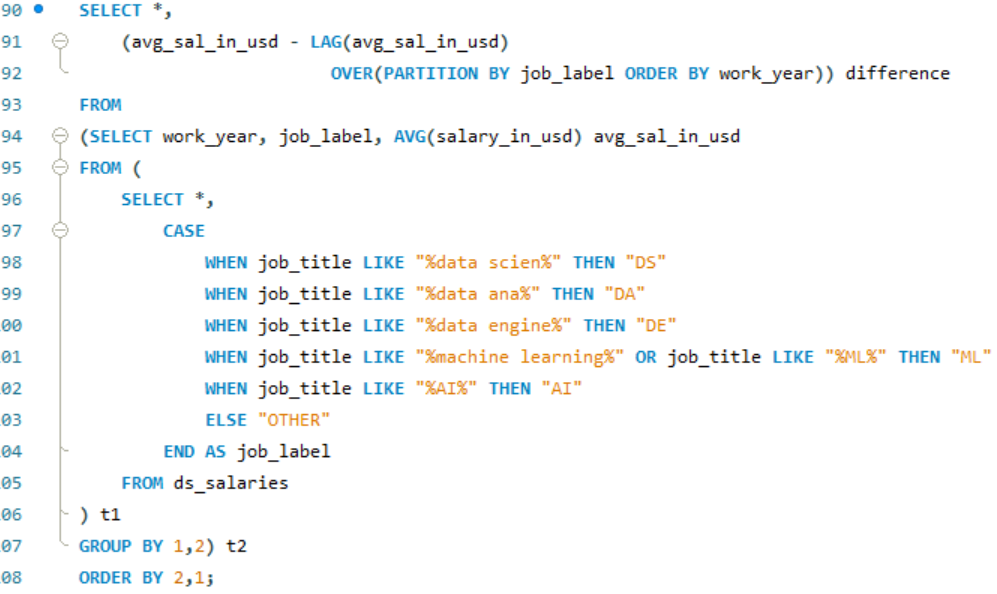 90 SELECT *,
91 (avg_sal_in_usd - LAG(avg_sal_in_usd)
92 OVER(PARTITION BY job_label ORDER BY work_year)) difference
93 FROM
94 (SELECT work_year, job_label, AVG(salary_in_usd) avg_sal_in_usd
95 FROM (
96 SELECT *,
97 CASE
98 WHEN job_title LIKE "%data scien%" THEN "DS"
99 WHEN job_title LIKE "%data ana%" THEN "DA"
00 WHEN job_title LIKE "%data engine%" THEN "DE"
01 WHEN job_title LIKE "%machine learning%" OR job_title LIKE "%ML%" THEN "ML"
02 WHEN job_title LIKE "%AI%" THEN "AI"
03 ELSE "OTHER"
04 END AS job_label
05 FROM ds_salaries
06 ) t1
07 GROUP BY 1,2) t2
08 ORDER BY 2,1;